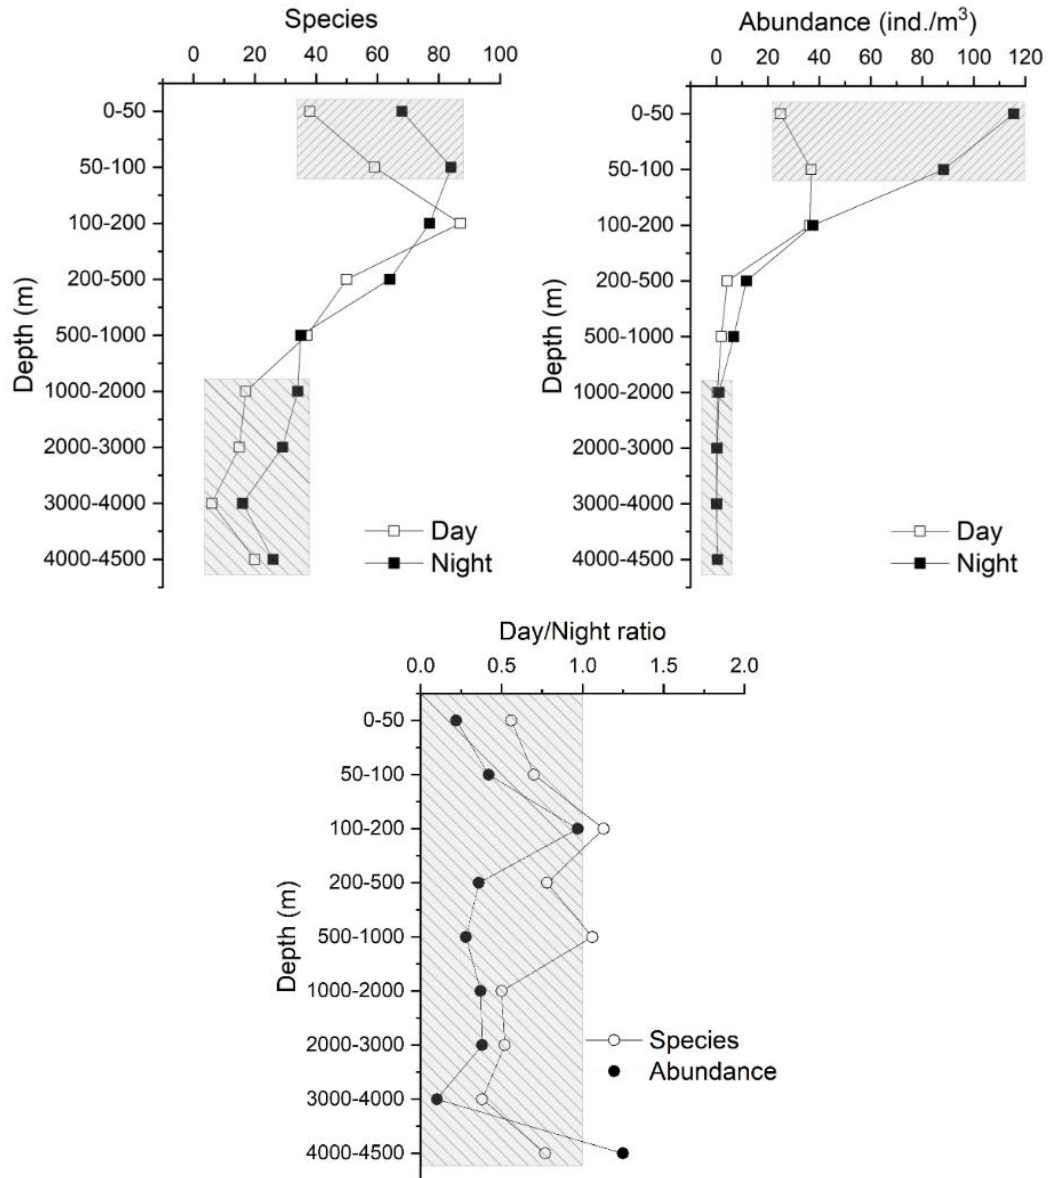 Species
0 20 40 60 80 100
Depth (m)
0-50
50-100
100-200
200-500
500-1000
1000-2000
2000-3000
3000-4000
4000-4500
Day
Night
Abundance (ind./m³)
0 20 40 60 80 100 120
Depth (m)
0-50
50-100
100-200
200-500
500-1000
1000-2000
2000-3000
3000-4000
4000-4500
Day
Night
Day/Night ratio
0.0 0.5 1.0 1.5 2.0
Depth (m)
0-50
50-100
100-200
200-500
500-1000
1000-2000
2000-3000
3000-4000
4000-4500
Species
Abundance